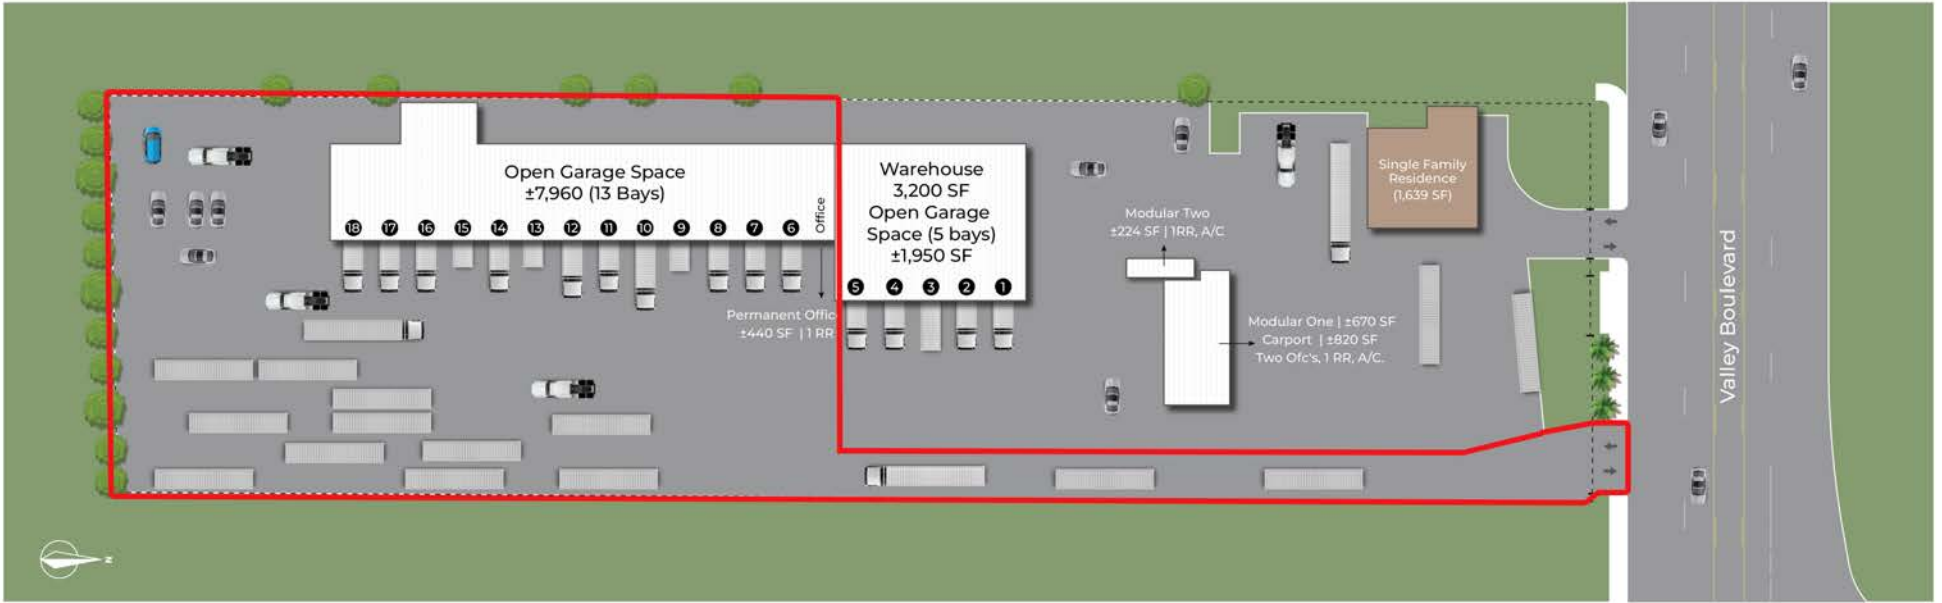 Open Garage Space
±7,960 (13 Bays)
Office
18 17 16 15 14 13 12 11 10 9 8 7 6
Permanent Offic
±440 SF | 1 RR
Warehouse
3,200 SF
Open Garage
Space (5 bays)
±1,950 SF
5 4 3 2 1
Modular Two
±224 SF | 1RR, A/C
Modular One | ±670 SF
Carport | ±820 SF
Two Ofc's, 1 RR, A/C.
Single Family
Residence
(1,639 SF)
Valley Boulevard
N